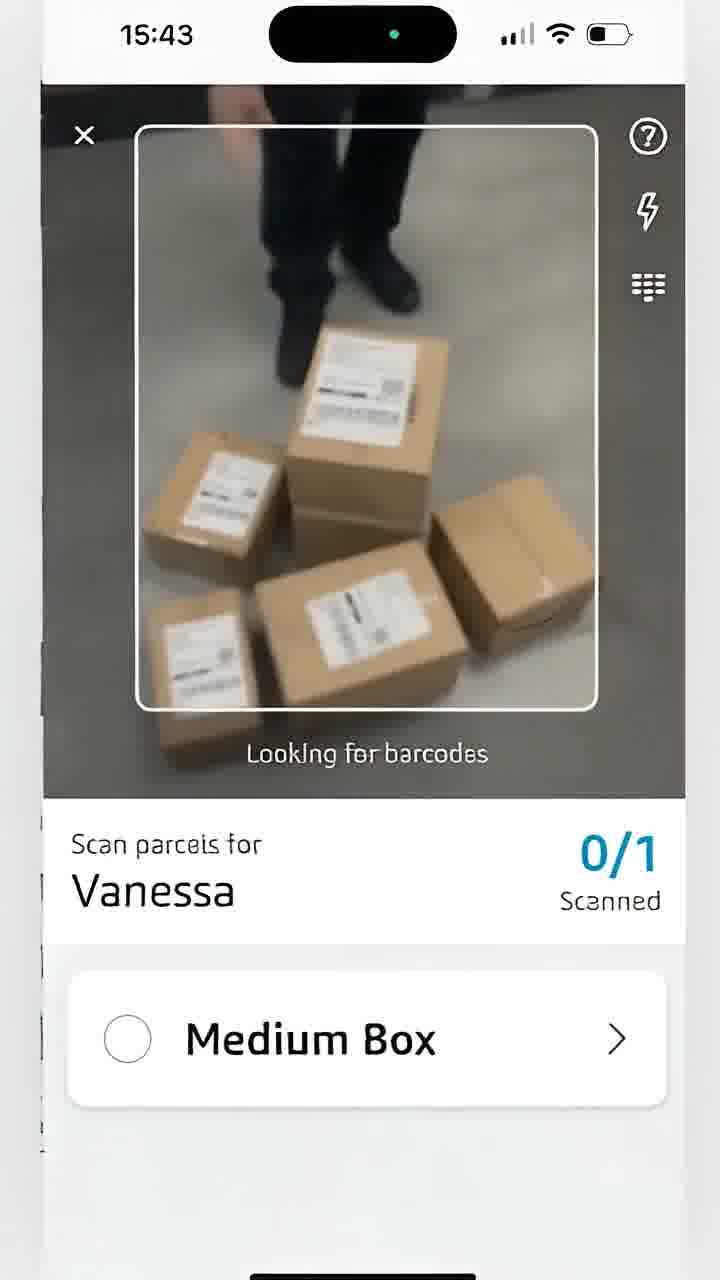 15:43
Looking for barcodes
Scan parcels for
Vanessa
0/1
Scanned
Medium Box